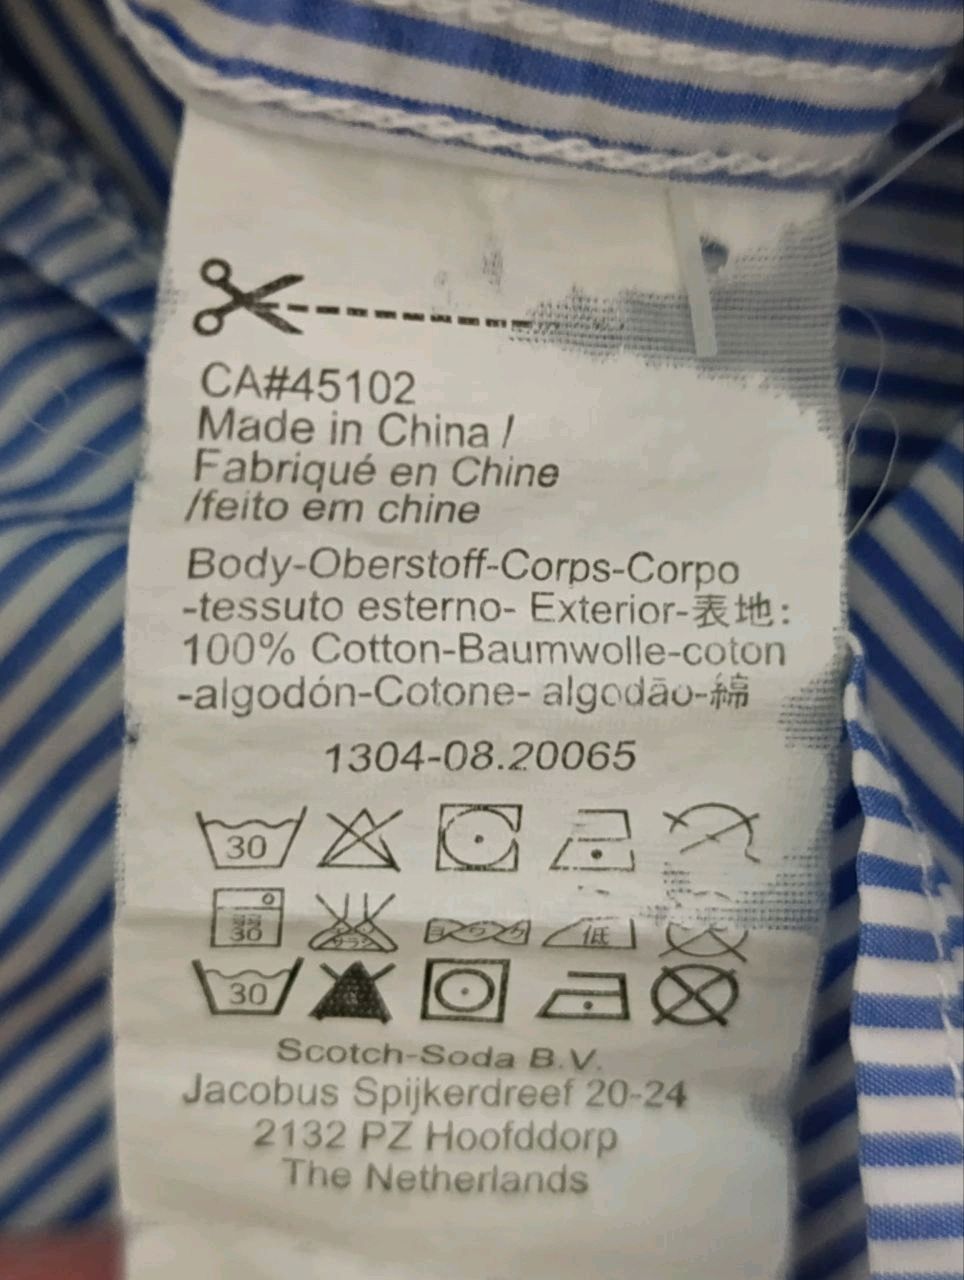 CA#45102
Made in China /
Fabriqué en Chine
/feito em chine
Body-Oberstoff-Corps-Corpo
-tessuto esterno- Exterior-表地:
100% Cotton-Baumwolle-coton
-algodón-Cotone- algodão-綿
1304-08.20065
30
30 低
30
Scotch-Soda B.V.
Jacobus Spijkerdreef 20-24
2132 PZ Hoofddorp
The Netherlands